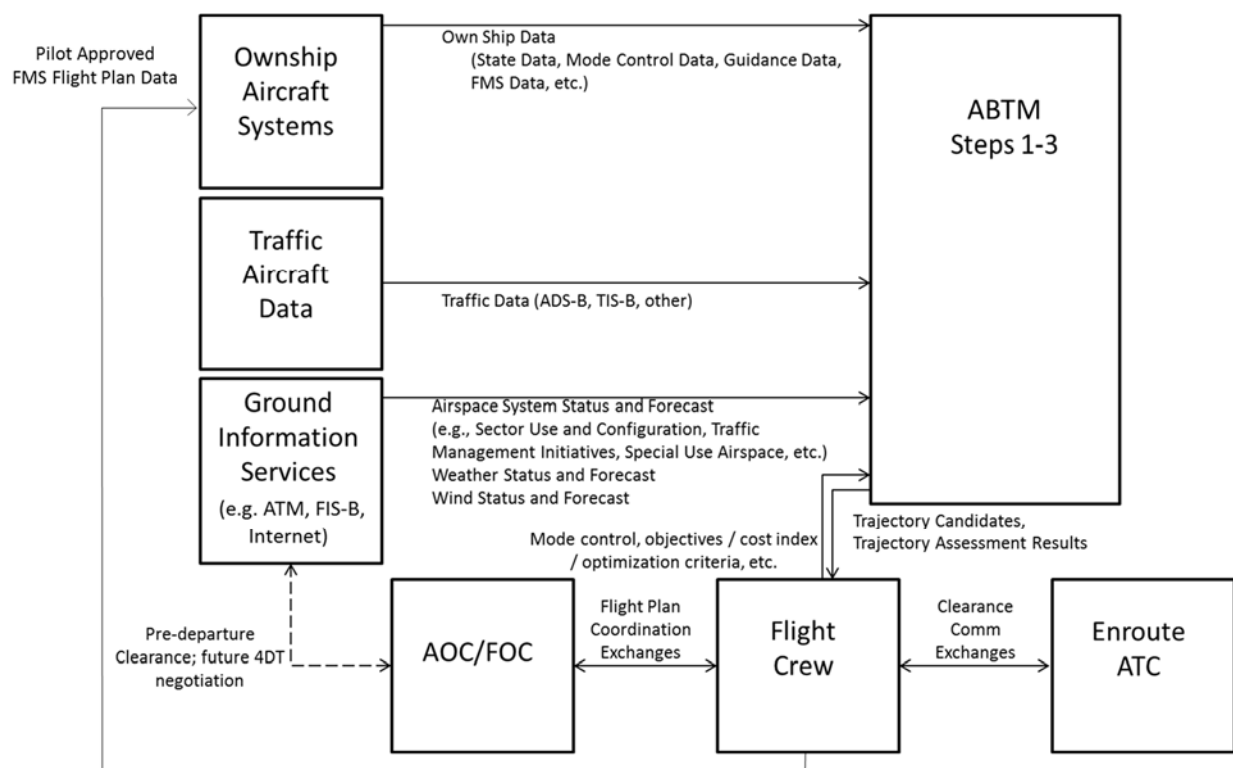 Pilot Approved
FMS Flight Plan Data
Ownship
Aircraft
Systems
Own Ship Data
(State Data, Mode Control Data, Guidance Data,
FMS Data, etc.)
ABTM
Steps 1-3
Traffic
Aircraft
Data
Traffic Data (ADS-B, TIS-B, other)
Ground
Information
Services
(e.g. ATM, FIS-B,
Internet)
Airspace System Status and Forecast
(e.g., Sector Use and Configuration, Traffic
Management Initiatives, Special Use Airspace, etc.)
Weather Status and Forecast
Wind Status and Forecast
Mode control, objectives / cost index
/ optimization criteria, etc.
Trajectory Candidates,
Trajectory Assessment Results
Pre-departure
Clearance; future 4DT
negotiation
AOC/FOC
Flight Plan
Coordination
Exchanges
Flight
Crew
Clearance
Comm
Exchanges
Enroute
ATC